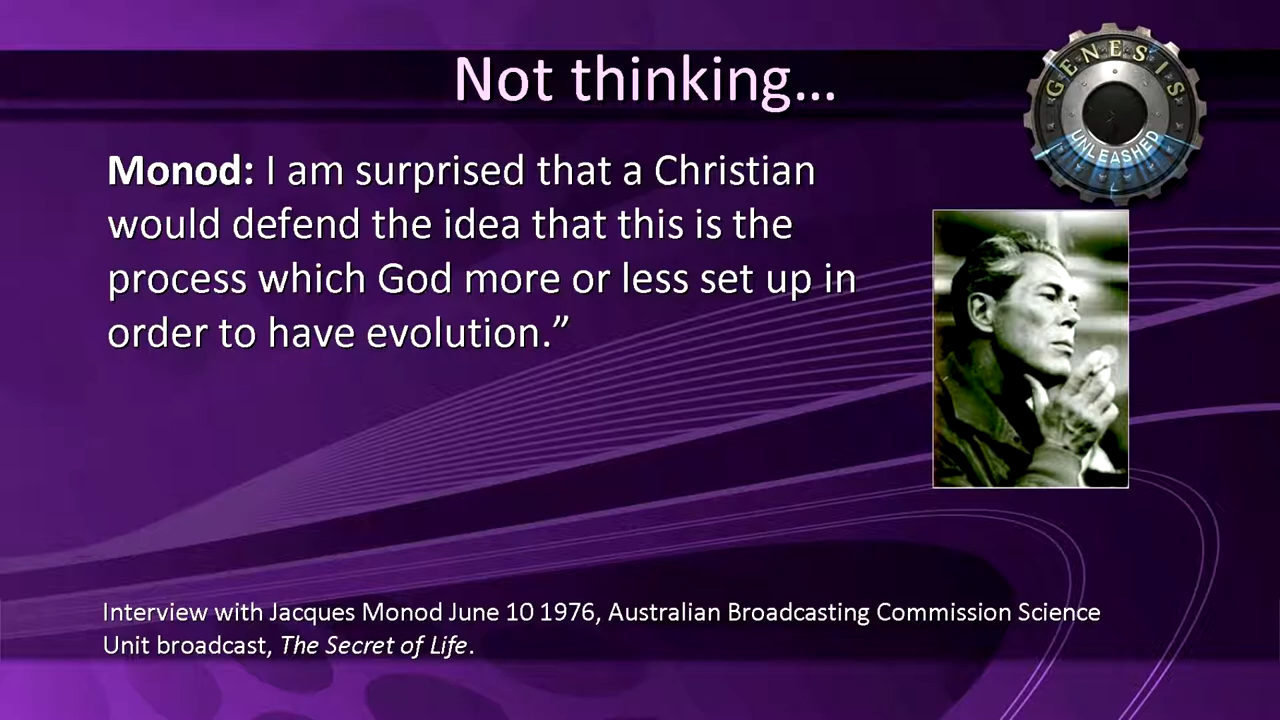 Not thinking...
GENESIS
UNLEASHED
Monod: I am surprised that a Christian
would defend the idea that this is the
process which God more or less set up in
order to have evolution.”
Interview with Jacques Monod June 10 1976, Australian Broadcasting Commission Science
Unit broadcast, The Secret of Life.